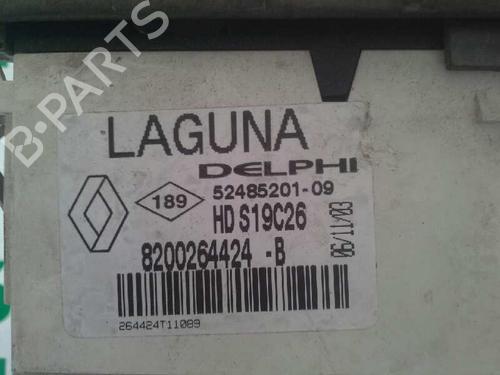 B-PARTS
LAGUNA
DELPHI
189
52485201-09
HD S19C26
8200264424 -B
06/11/03
264424T11089